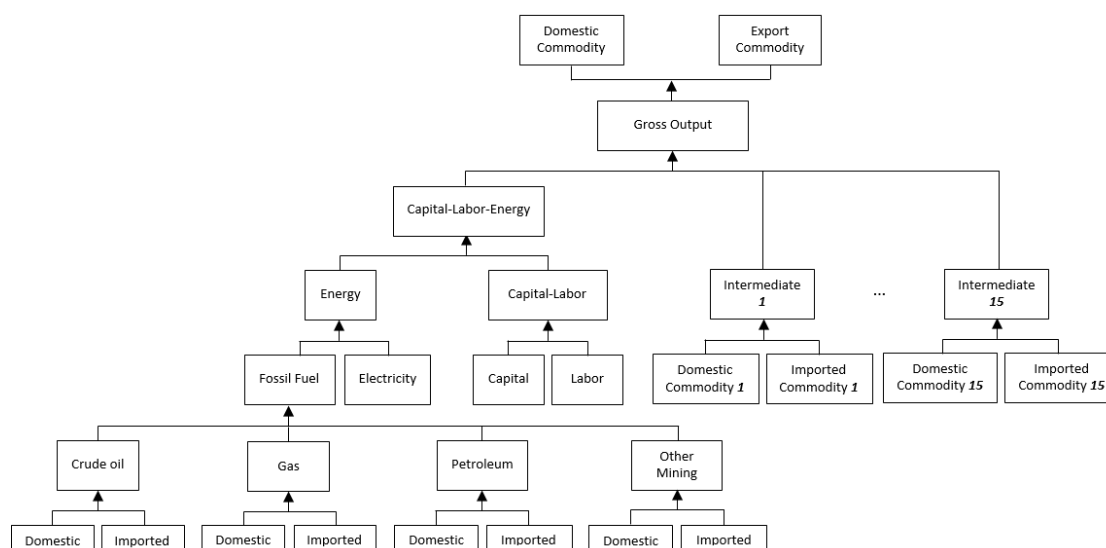 Domestic
Commodity
Export
Commodity
Gross Output
Capital-Labor-Energy
Energy
Capital-Labor
Intermediate
1
...
Intermediate
15
Fossil Fuel
Electricity
Capital
Labor
Domestic
Commodity 1
Imported
Commodity 1
Domestic
Commodity 15
Imported
Commodity 15
Crude oil
Gas
Petroleum
Other
Mining
Domestic
Imported
Domestic
Imported
Domestic
Imported
Domestic
Imported